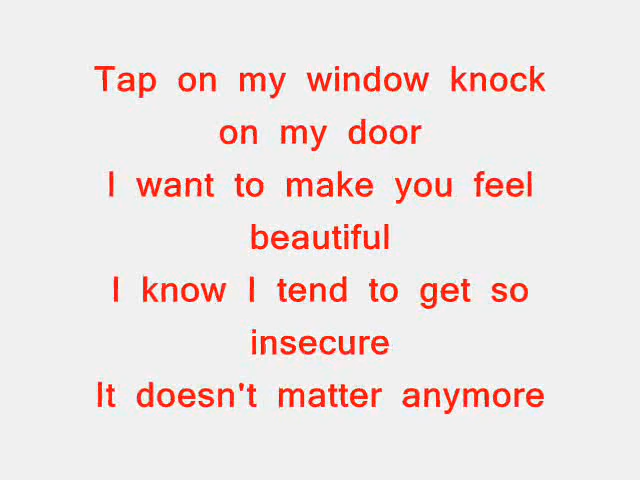 Tap on my window knock
on my door
I want to make you feel
beautiful
I know I tend to get so
insecure
It doesn't matter anymore